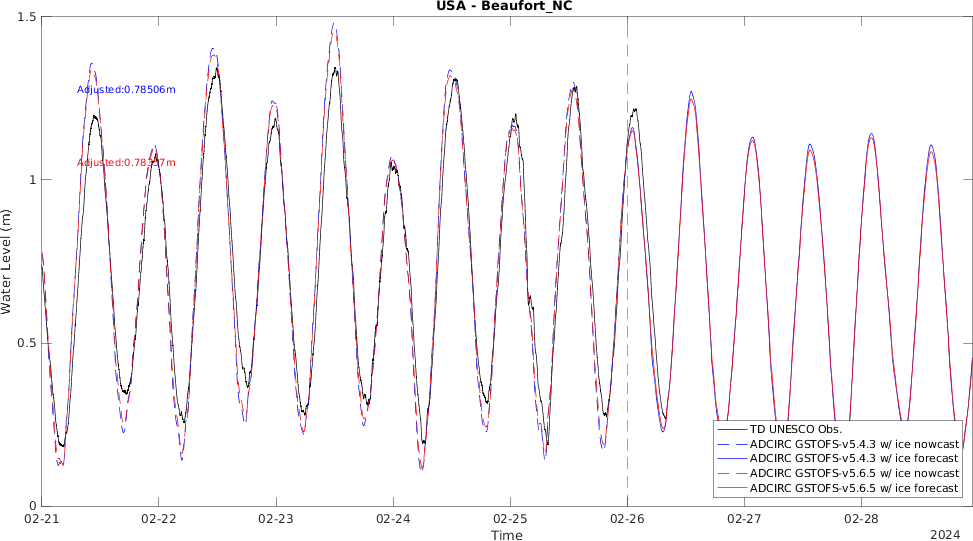 USA - Beaufort_NC
1.5
Adjusted:0.78506m
1
Water Level (m)
0.5
TD UNESCO Obs.
ADCIRC GSTOFS-v5.4.3 w/ ice nowcast
ADCIRC GSTOFS-v5.4.3 w/ ice forecast
ADCIRC GSTOFS-v5.6.5 w/ ice nowcast
ADCIRC GSTOFS-v5.6.5 w/ ice forecast
0
02-21 02-22 02-23 02-24 02-25 02-26 02-27 02-28
Time 2024